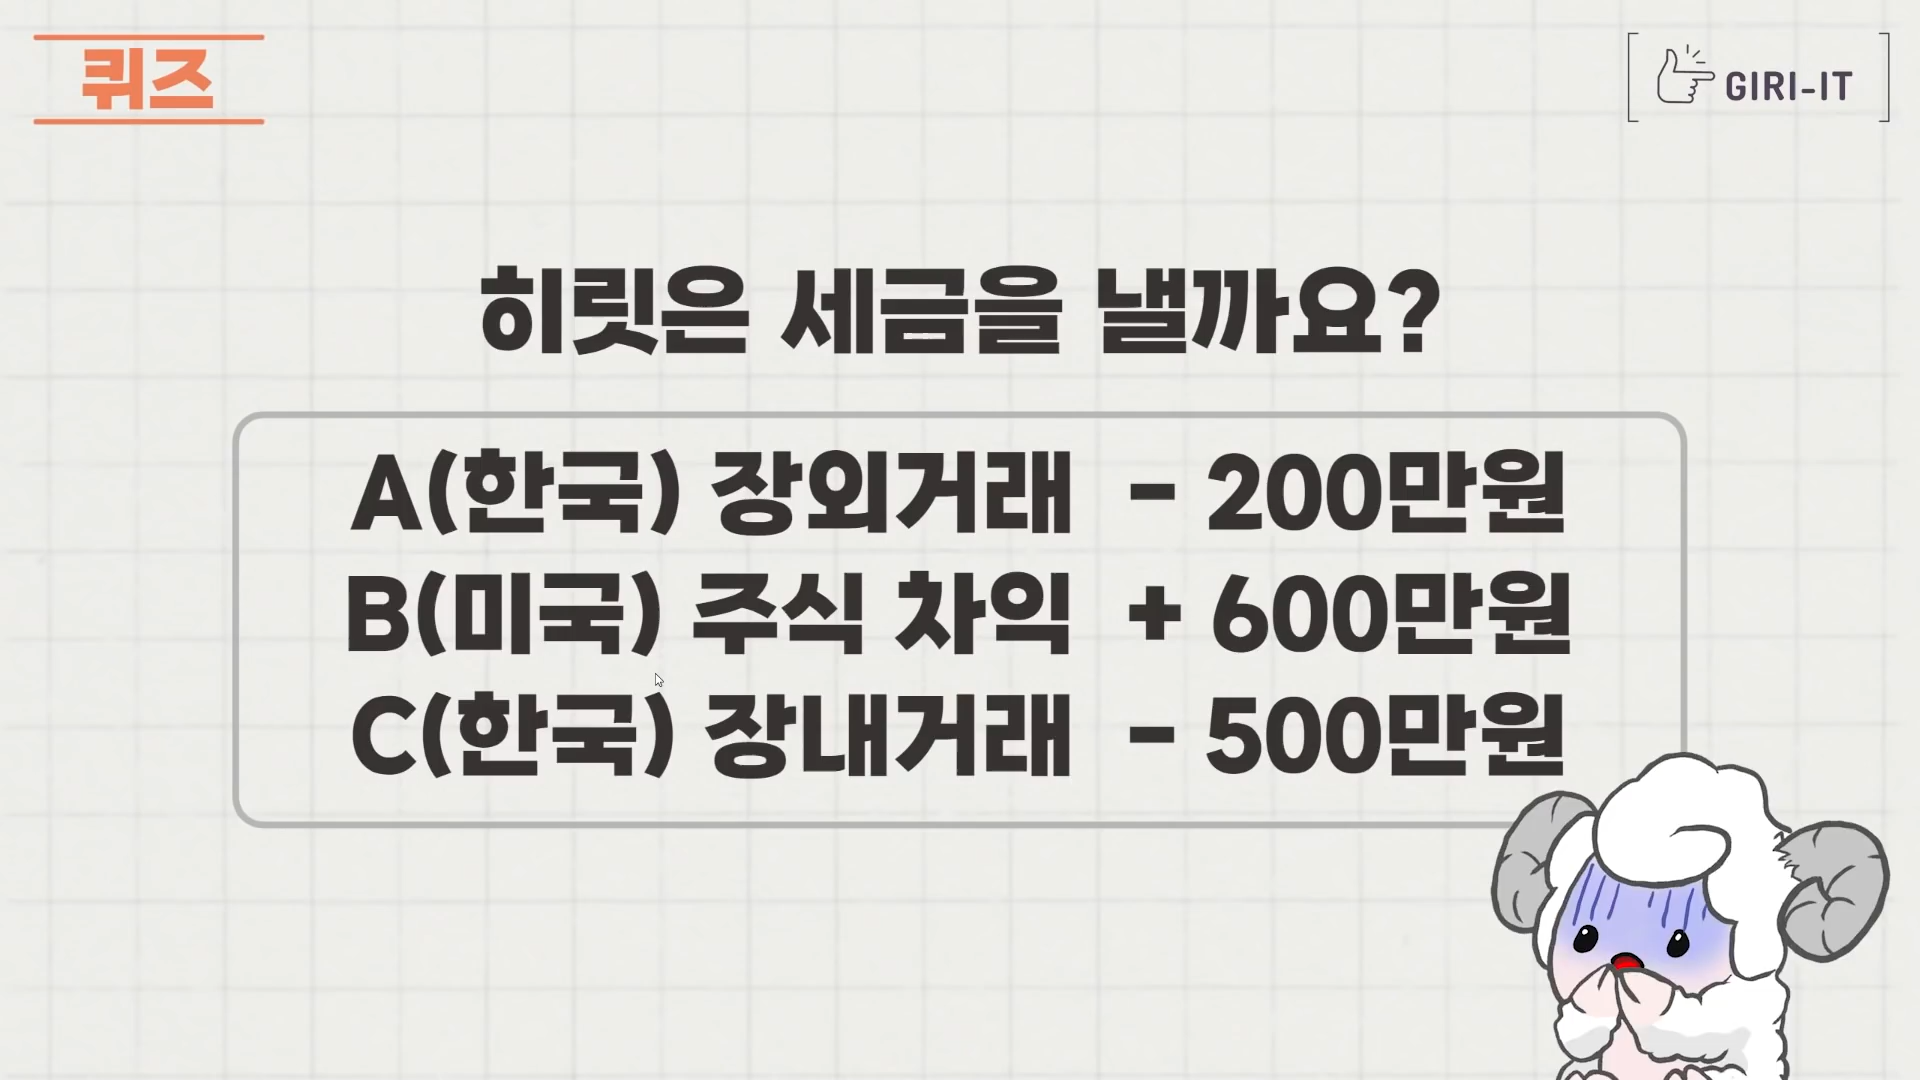 퀴즈
GIRI-IT
히릿은 세금을 낼까요?
A(한국) 장외거래 - 200만원
B(미국) 주식 차익 + 600만원
C(한국) 장내거래 - 500만원